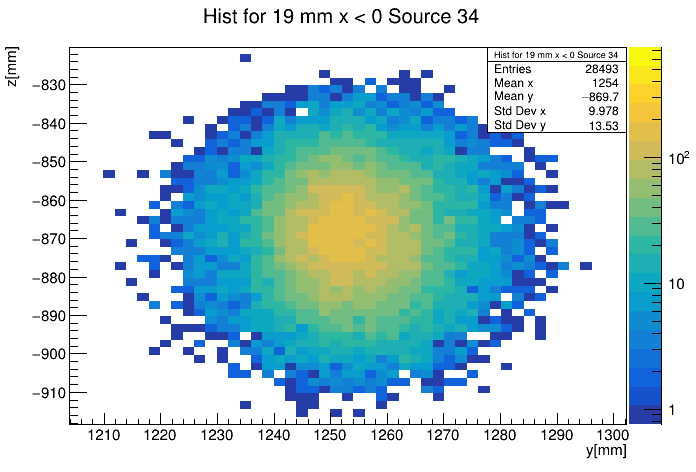 Hist for 19 mm x < 0 Source 34
z[mm]
Hist for 19 mm x < 0 Source 34
Entries 28493
Mean x 1254
Mean y −869.7
Std Dev x 9.978
Std Dev y 13.53
−830
−840
−850
−860
−870
−880
−890
−900
−910
10²
10
1
1210 1220 1230 1240 1250 1260 1270 1280 1290 1300
y[mm]